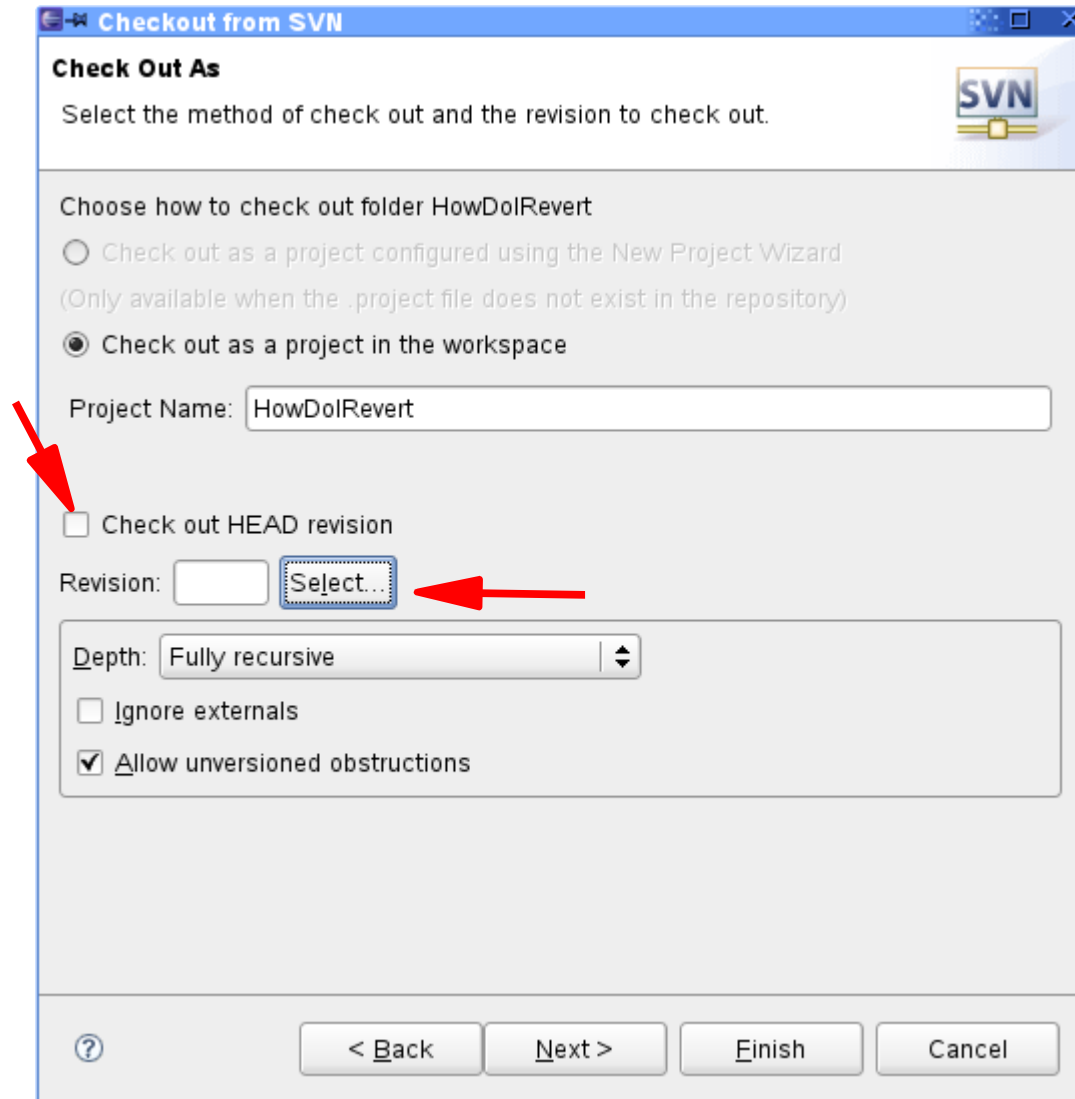 Checkout from SVN
Check Out As
Select the method of check out and the revision to check out.
SVN
Choose how to check out folder HowDoIRevert
Check out as a project configured using the New Project Wizard
(Only available when the .project file does not exist in the repository)
Check out as a project in the workspace
Project Name: HowDoIRevert
Check out HEAD revision
Revision: Select...
Depth: Fully recursive
Ignore externals
Allow unversioned obstructions
? < Back Next > Finish Cancel